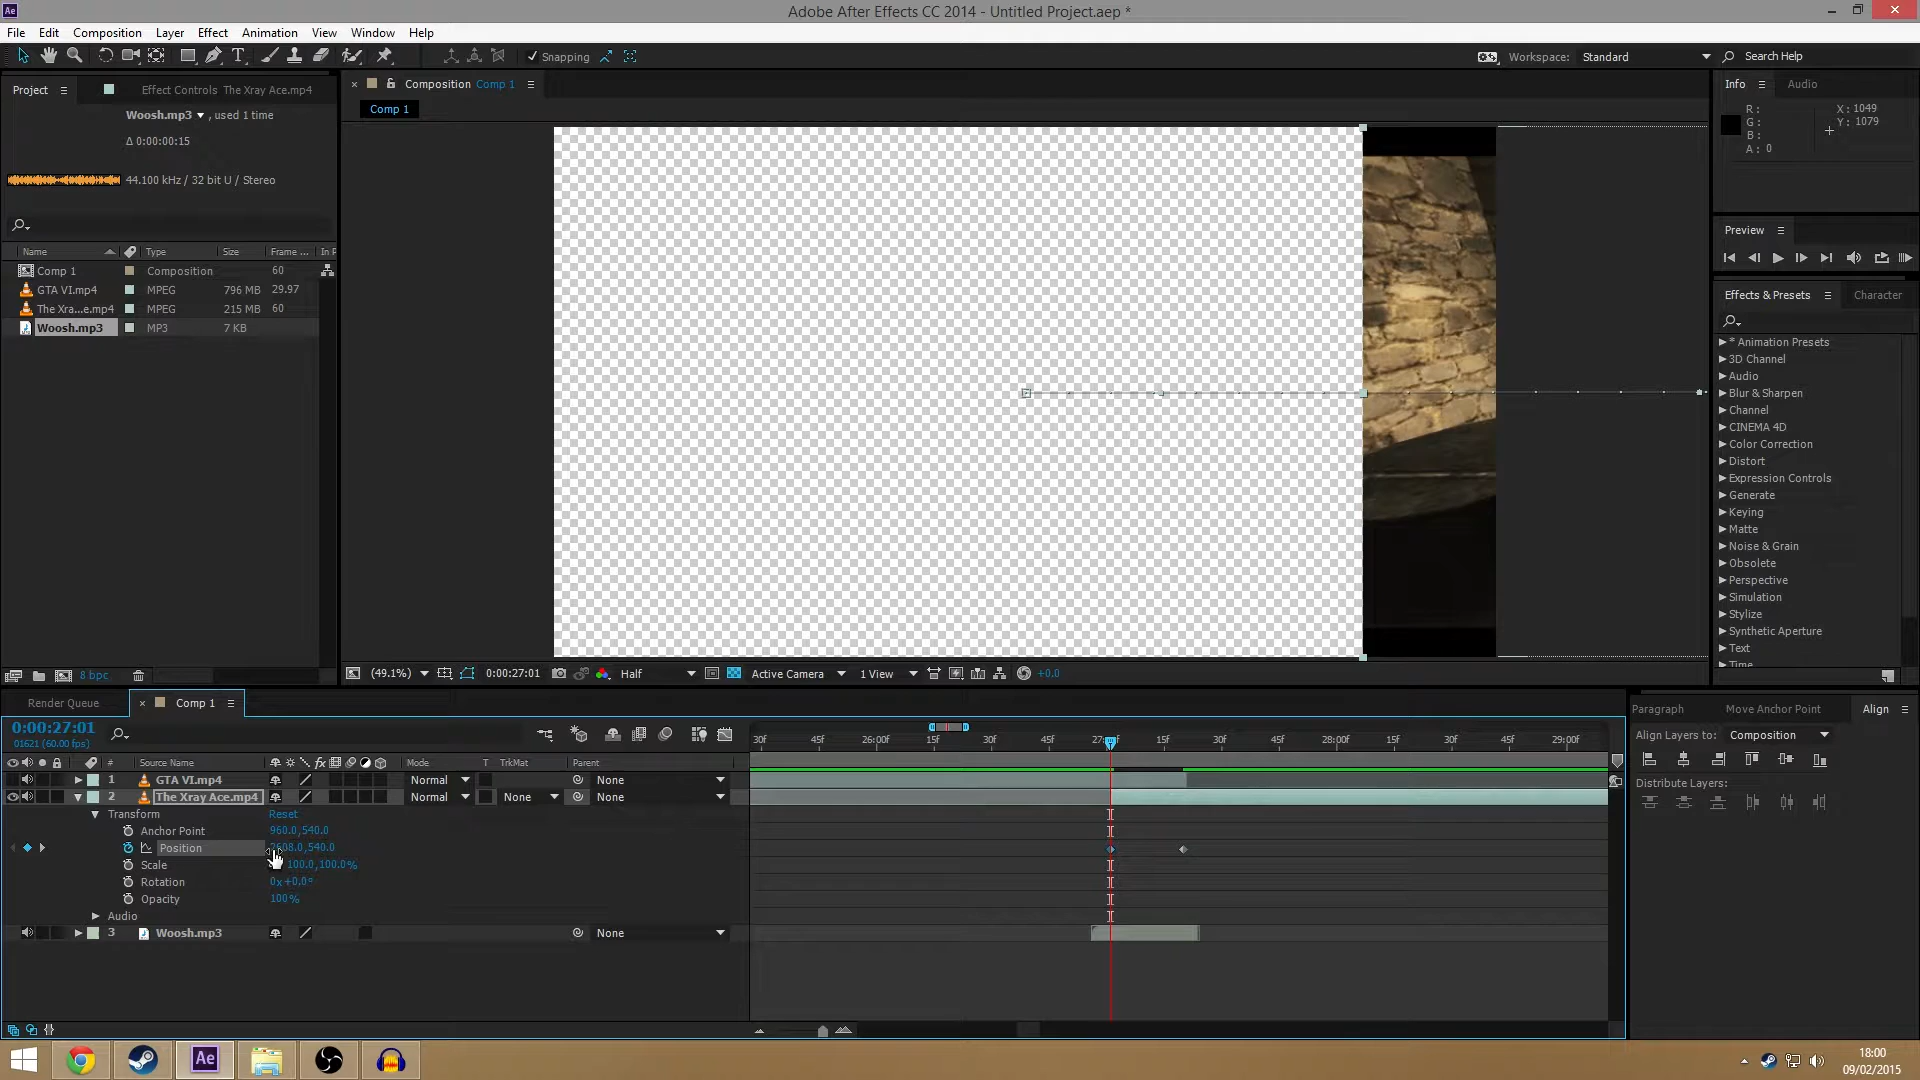 Adobe After Effects CC 2014 - Untitled Project.aep *
File Edit Composition Layer Effect Animation View Window Help
Snapping
Workspace: Standard
Search Help
Project
Effect Controls The Xray Ace.mp4
Woosh.mp3 , used 1 time
Δ 0:00:00:15
44.100 kHz / 32 bit U / Stereo
Name Type Size Frame ... In P
Comp 1 Composition 60
GTA VI.mp4 MPEG 796 MB 29.97
The Xra...e.mp4 MPEG 215 MB 60
Woosh.mp3 MP3 7 KB
8 bpc
Composition Comp 1
Comp 1
(49.1%) 0:00:27:01 Half Active Camera 1 View +0.0
Info Audio
R: X: 1049
G: Y: 1079
B:
A: 0
Preview
Effects & Presets Character
* Animation Presets
3D Channel
Audio
Blur & Sharpen
Channel
CINEMA 4D
Color Correction
Distort
Expression Controls
Generate
Keying
Matte
Noise & Grain
Obsolete
Perspective
Simulation
Stylize
Synthetic Aperture
Text
Time
Render Queue Comp 1
0:00:27:01
01621 (60.00 fps)
# Source Name Mode T TrkMat Parent
30f 45f 26:00f 15f 30f 45f 15f 30f 45f 28:00f 15f 30f 45f 29:00f
1 GTA VI.mp4 Normal None
2 The Xray Ace.mp4 Normal None None
Transform Reset
Anchor Point 960.0,540.0
Position
Scale 100.0,100.0%
Rotation 0x+0.0°
Opacity 100%
Audio
3 Woosh.mp3 None
Paragraph Move Anchor Point Align
Align Layers to: Composition
Distribute Layers:
Ae
18:00
09/02/2015